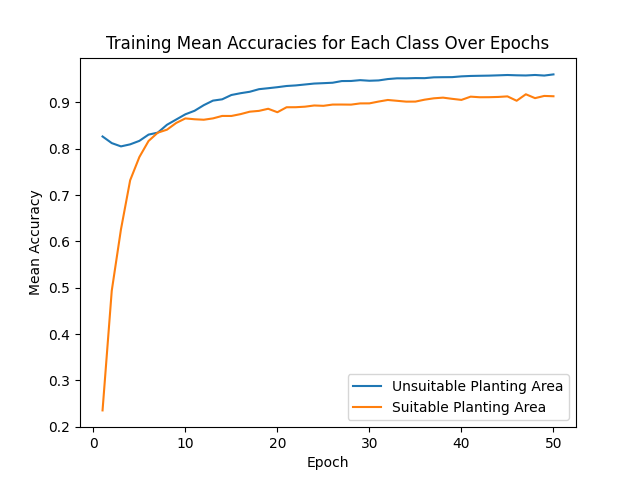 Training Mean Accuracies for Each Class Over Epochs
0.9
0.8
0.7
0.6
0.5
0.4
0.3
0.2
Mean Accuracy
Unsuitable Planting Area
Suitable Planting Area
0 10 20 30 40 50
Epoch